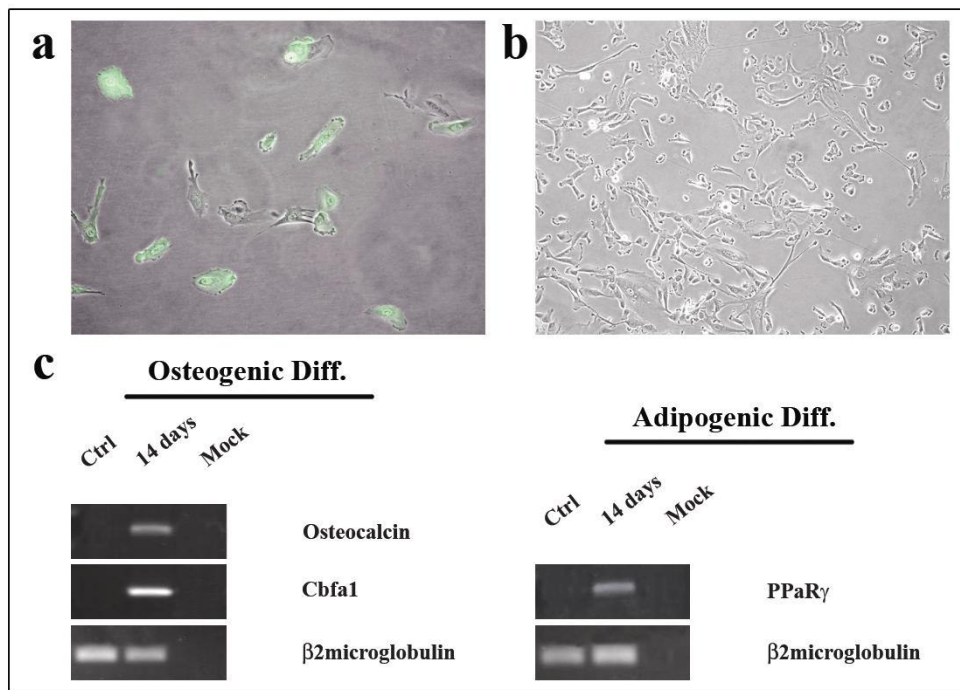 a
b
c
Osteogenic Diff.
Ctrl
14 days
Mock
Osteocalcin
Cbfa1
β2microglobulin
Adipogenic Diff.
Ctrl
14 days
Mock
PPaRγ
β2microglobulin